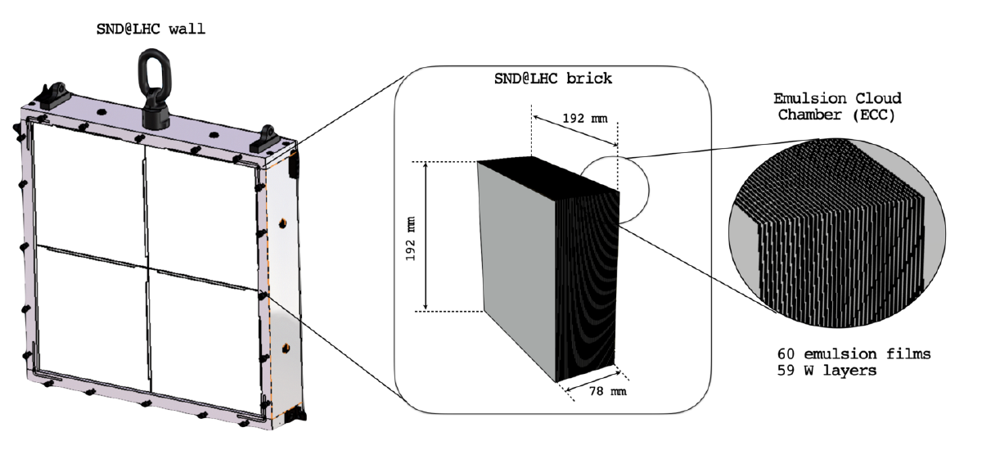 SND@LHC wall
SND@LHC brick
192 mm
192 mm
78 mm
Emulsion Cloud
Chamber (ECC)
60 emulsion films
59 W layers